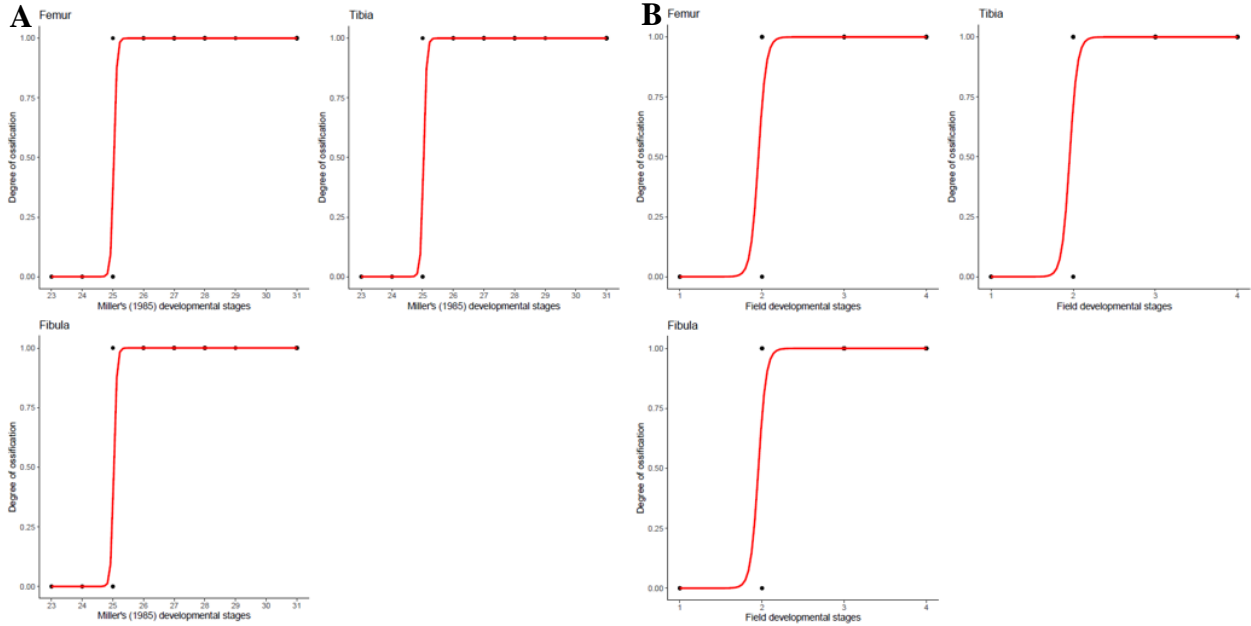 A
Femur
1.00
0.75
0.50
0.25
0.00
Degree of ossification
23 24 25 26 27 28 29 30 31
Miller's (1985) developmental stages
Tibia
1.00
0.75
0.50
0.25
0.00
Degree of ossification
23 24 25 26 27 28 29 30 31
Miller's (1985) developmental stages
Fibula
1.00
0.75
0.50
0.25
0.00
Degree of ossification
23 24 25 26 27 28 29 30 31
Miller's (1985) developmental stages
B
Femur
1.00
0.75
0.50
0.25
0.00
Degree of ossification
1 2 3 4
Field developmental stages
Tibia
1.00
0.75
0.50
0.25
0.00
Degree of ossification
1 2 3 4
Field developmental stages
Fibula
1.00
0.75
0.50
0.25
0.00
Degree of ossification
1 2 3 4
Field developmental stages